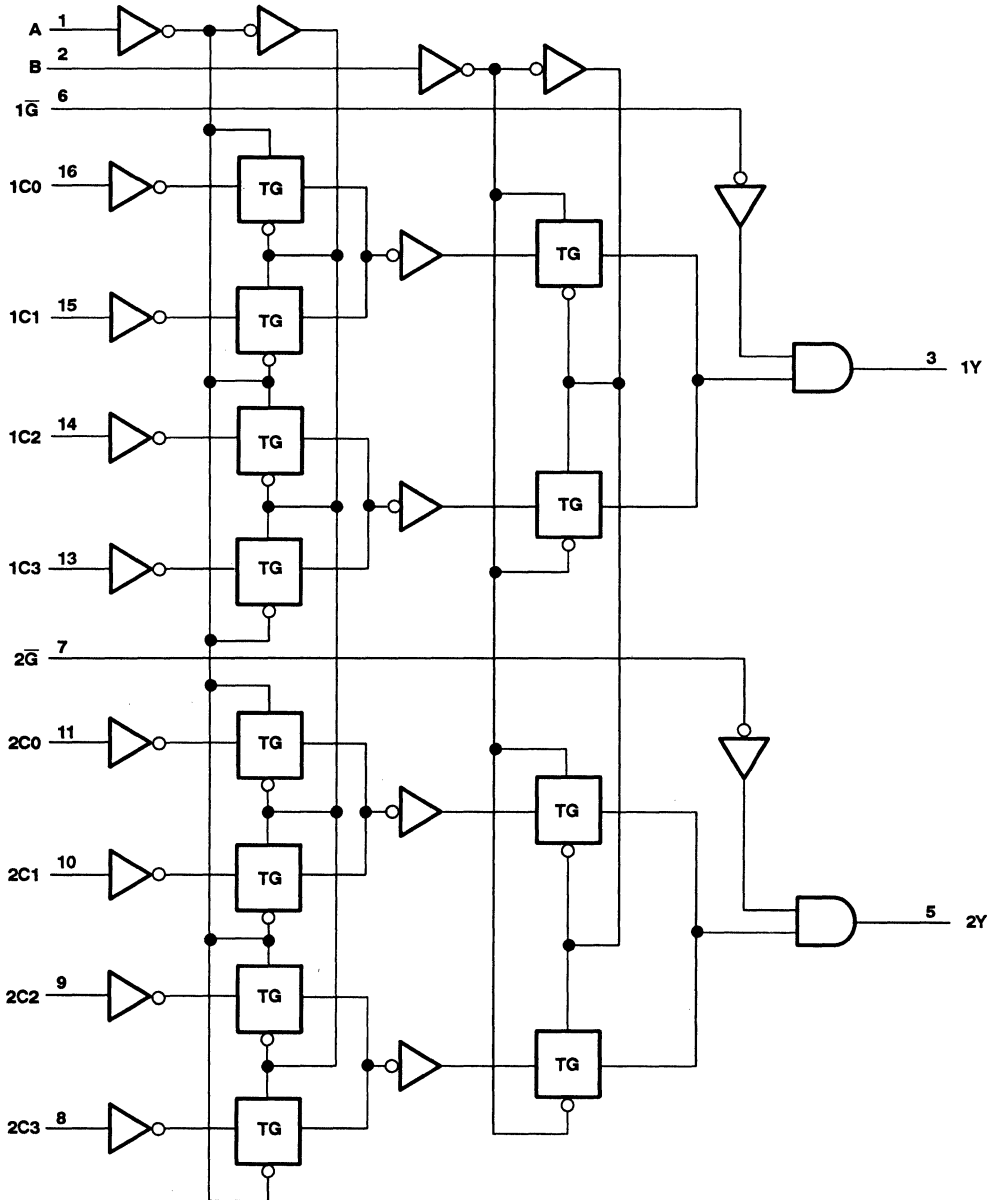 A 1
B 2
1G̅ 6
1C0 16
TG
TG
1C1 15
TG
3 1Y
1C2 14
TG
TG
1C3 13
TG
2G̅ 7
2C0 11
TG
TG
2C1 10
TG
5 2Y
2C2 9
TG
TG
2C3 8
TG